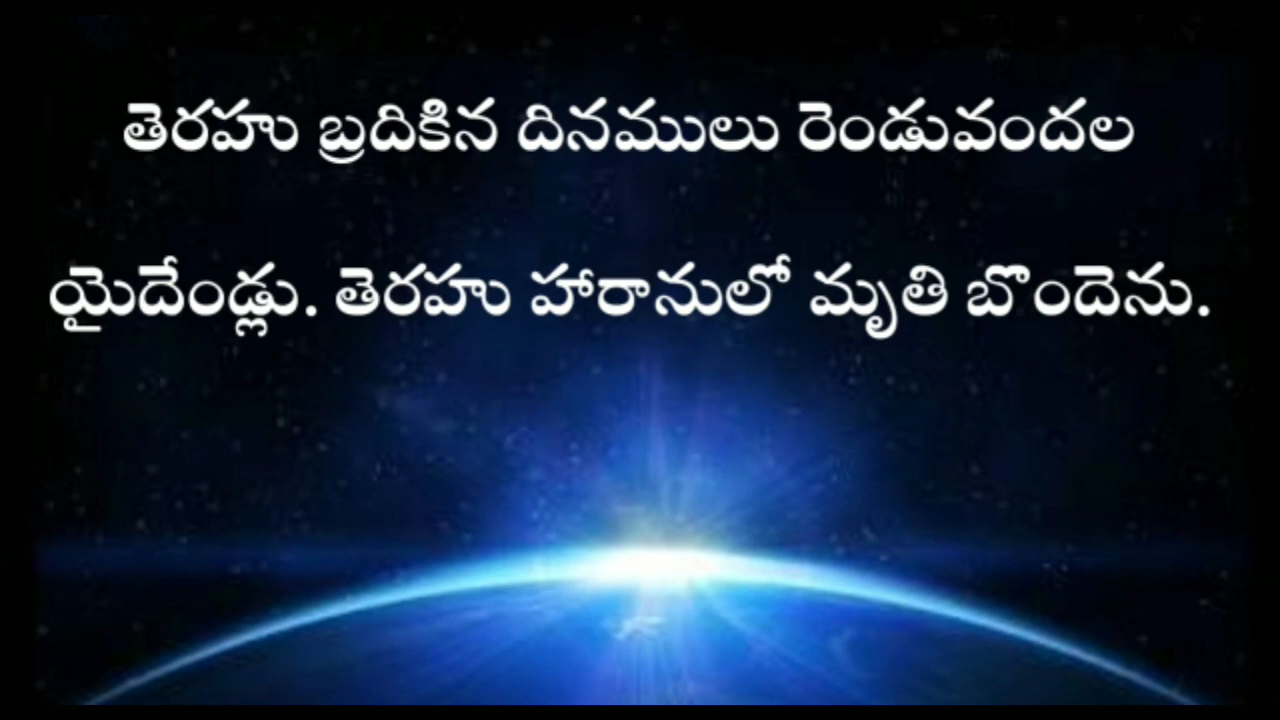 తెరహు బ్రదికిన దినములు రెండువందల
యైదేండ్లు. తెరహు హారానులో మృతి బొందెను.